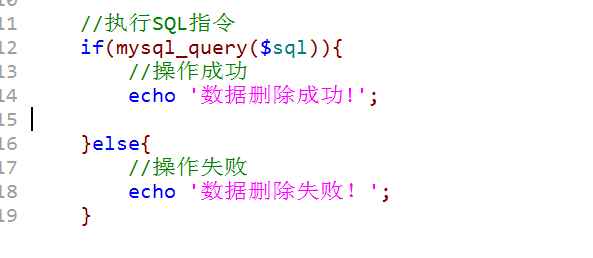 11 //执行SQL指令
12 if(mysql_query($sql)){
13 //操作成功
14 echo '数据删除成功!';
15
16 }else{
17 //操作失败
18 echo '数据删除失败！';
19 }